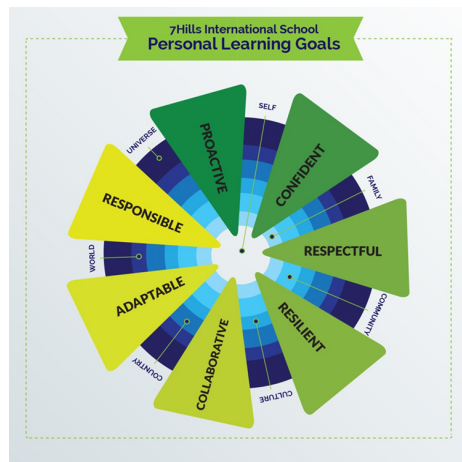 7Hills International School
Personal Learning Goals
SELF
CONFIDENT
FAMILY
RESPECTFUL
COMMUNITY
RESILIENT
CULTURE
COLLABORATIVE
COUNTRY
ADAPTABLE
WORLD
RESPONSIBLE
UNIVERSE
PROACTIVE